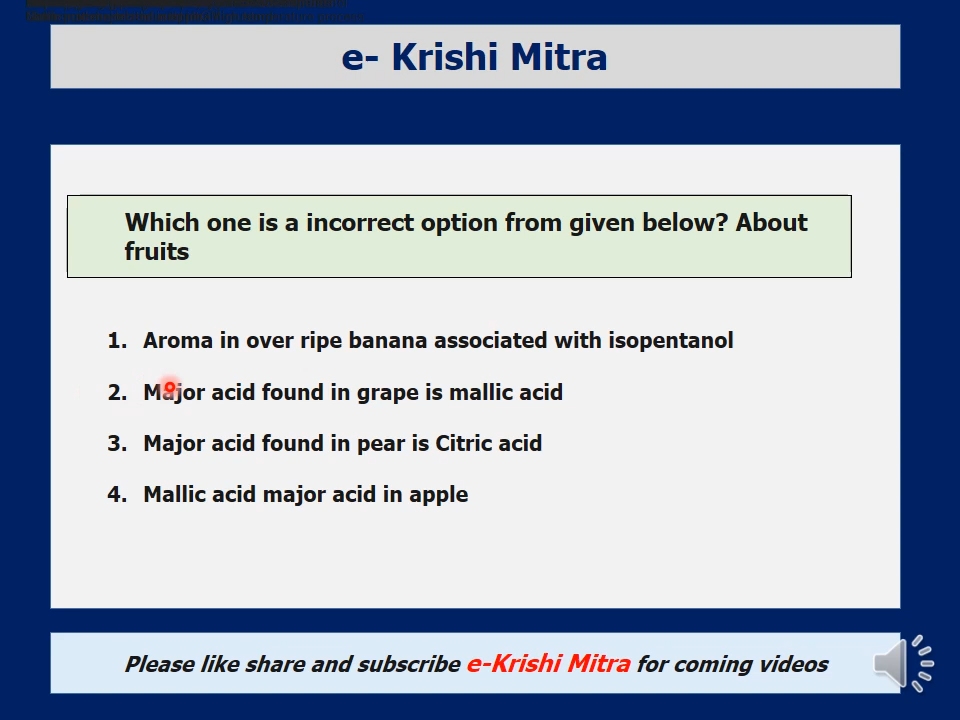 e- Krishi Mitra
Which one is a incorrect option from given below? About
fruits
1. Aroma in over ripe banana associated with isopentanol
2. Major acid found in grape is mallic acid
3. Major acid found in pear is Citric acid
4. Mallic acid major acid in apple
Please like share and subscribe e-Krishi Mitra for coming videos